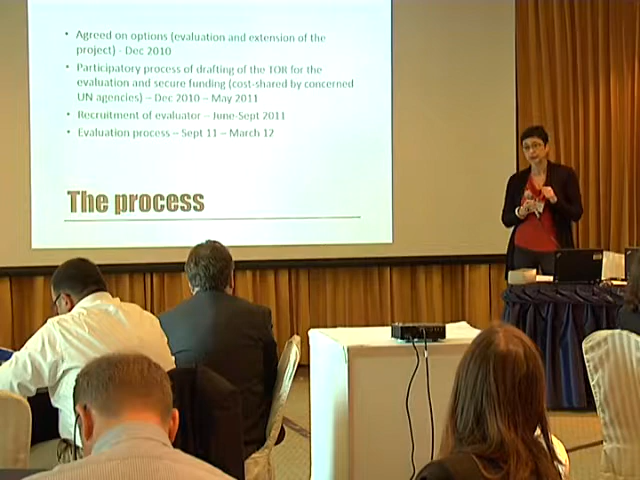 • Agreed on options (evaluation and extension of the
project) - Dec 2010
• Participatory process of drafting of the TOR for the
evaluation and secure funding (cost-shared by concerned
UN agencies) – Dec 2010 – May 2011
• Recruitment of evaluator – June-Sept 2011
• Evaluation process – Sept 11 – March 12
The process